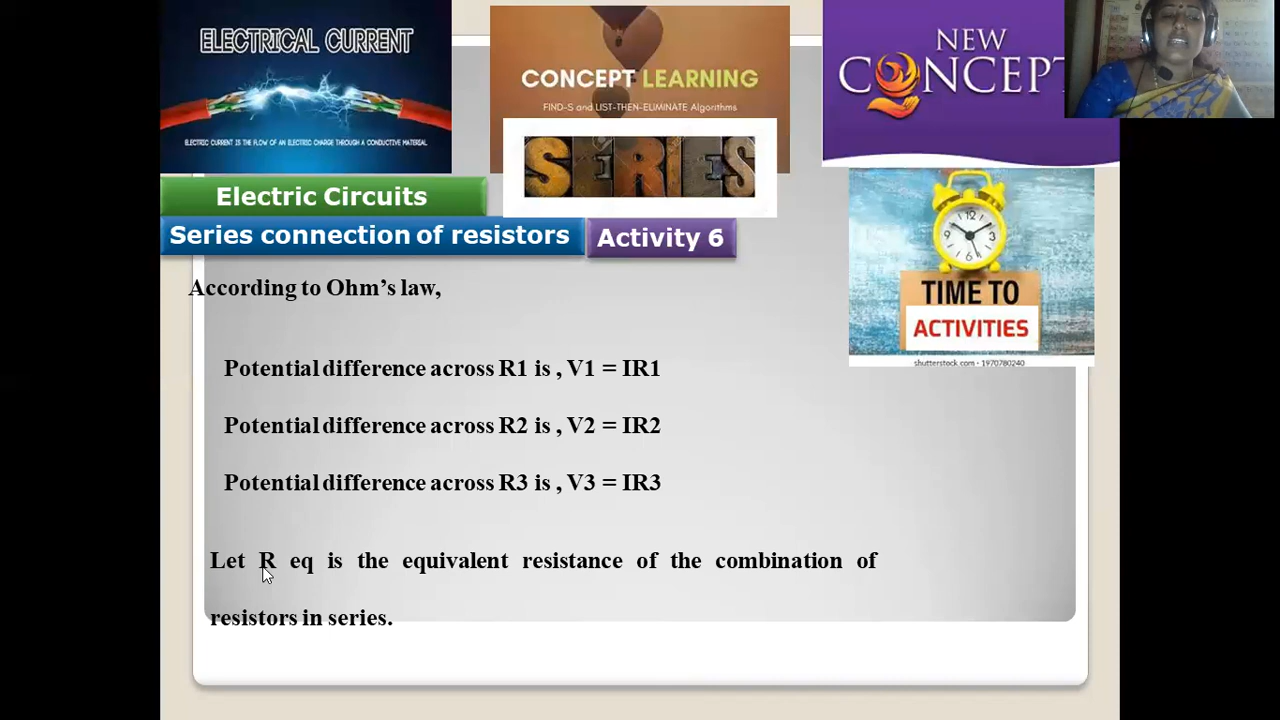 ELECTRICAL CURRENT
ELECTRIC CURRENT IS THE FLOW OF AN ELECTRIC CHARGE THROUGH A CONDUCTIVE MATERIAL
CONCEPT LEARNING
FIND-S and LIST-THEN-ELIMINATE Algorithms
SERIES
NEW
CONCEPT
Electric Circuits
Series connection of resistors
Activity 6
TIME TO
ACTIVITIES
shutterstock.com · 1970780240
According to Ohm’s law,
Potential difference across R1 is , V1 = IR1
Potential difference across R2 is , V2 = IR2
Potential difference across R3 is , V3 = IR3
Let R eq is the equivalent resistance of the combination of
resistors in series.